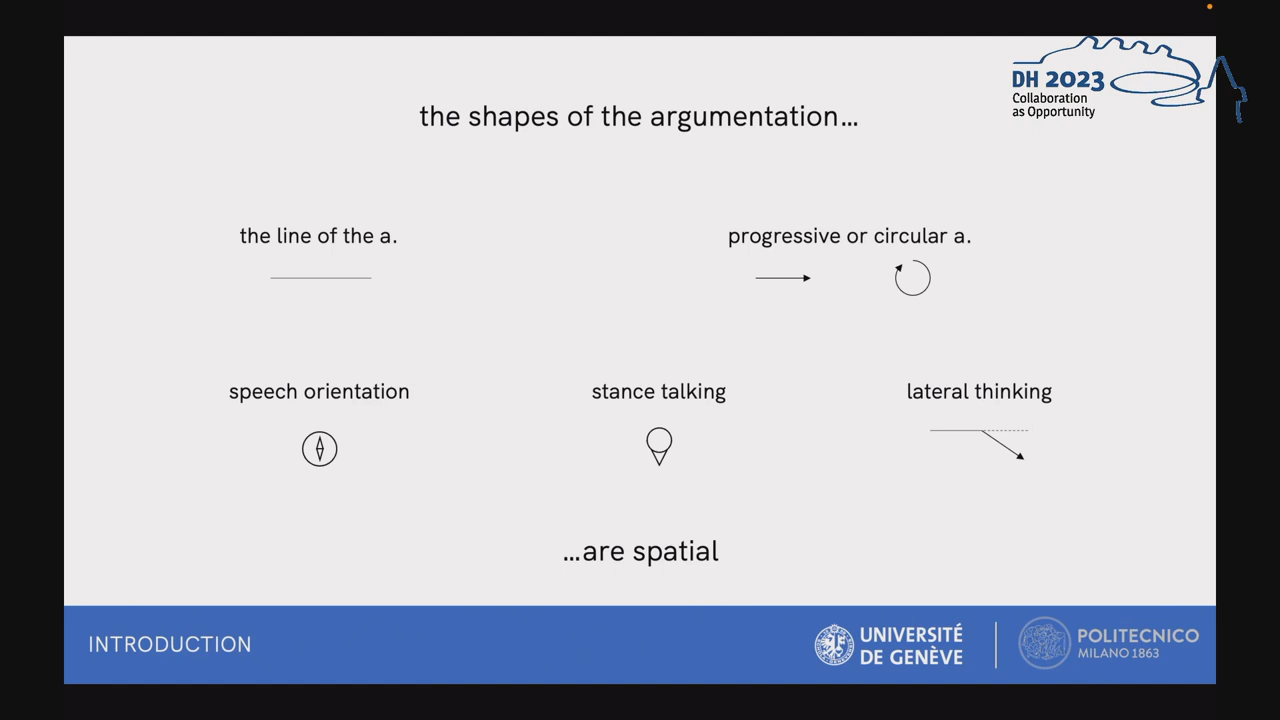 DH 2023
Collaboration
as Opportunity
the shapes of the argumentation...
the line of the a.
progressive or circular a.
speech orientation
stance talking
lateral thinking
...are spatial
INTRODUCTION
UNIVERSITÉ
DE GENÈVE
POLITECNICO
MILANO 1863